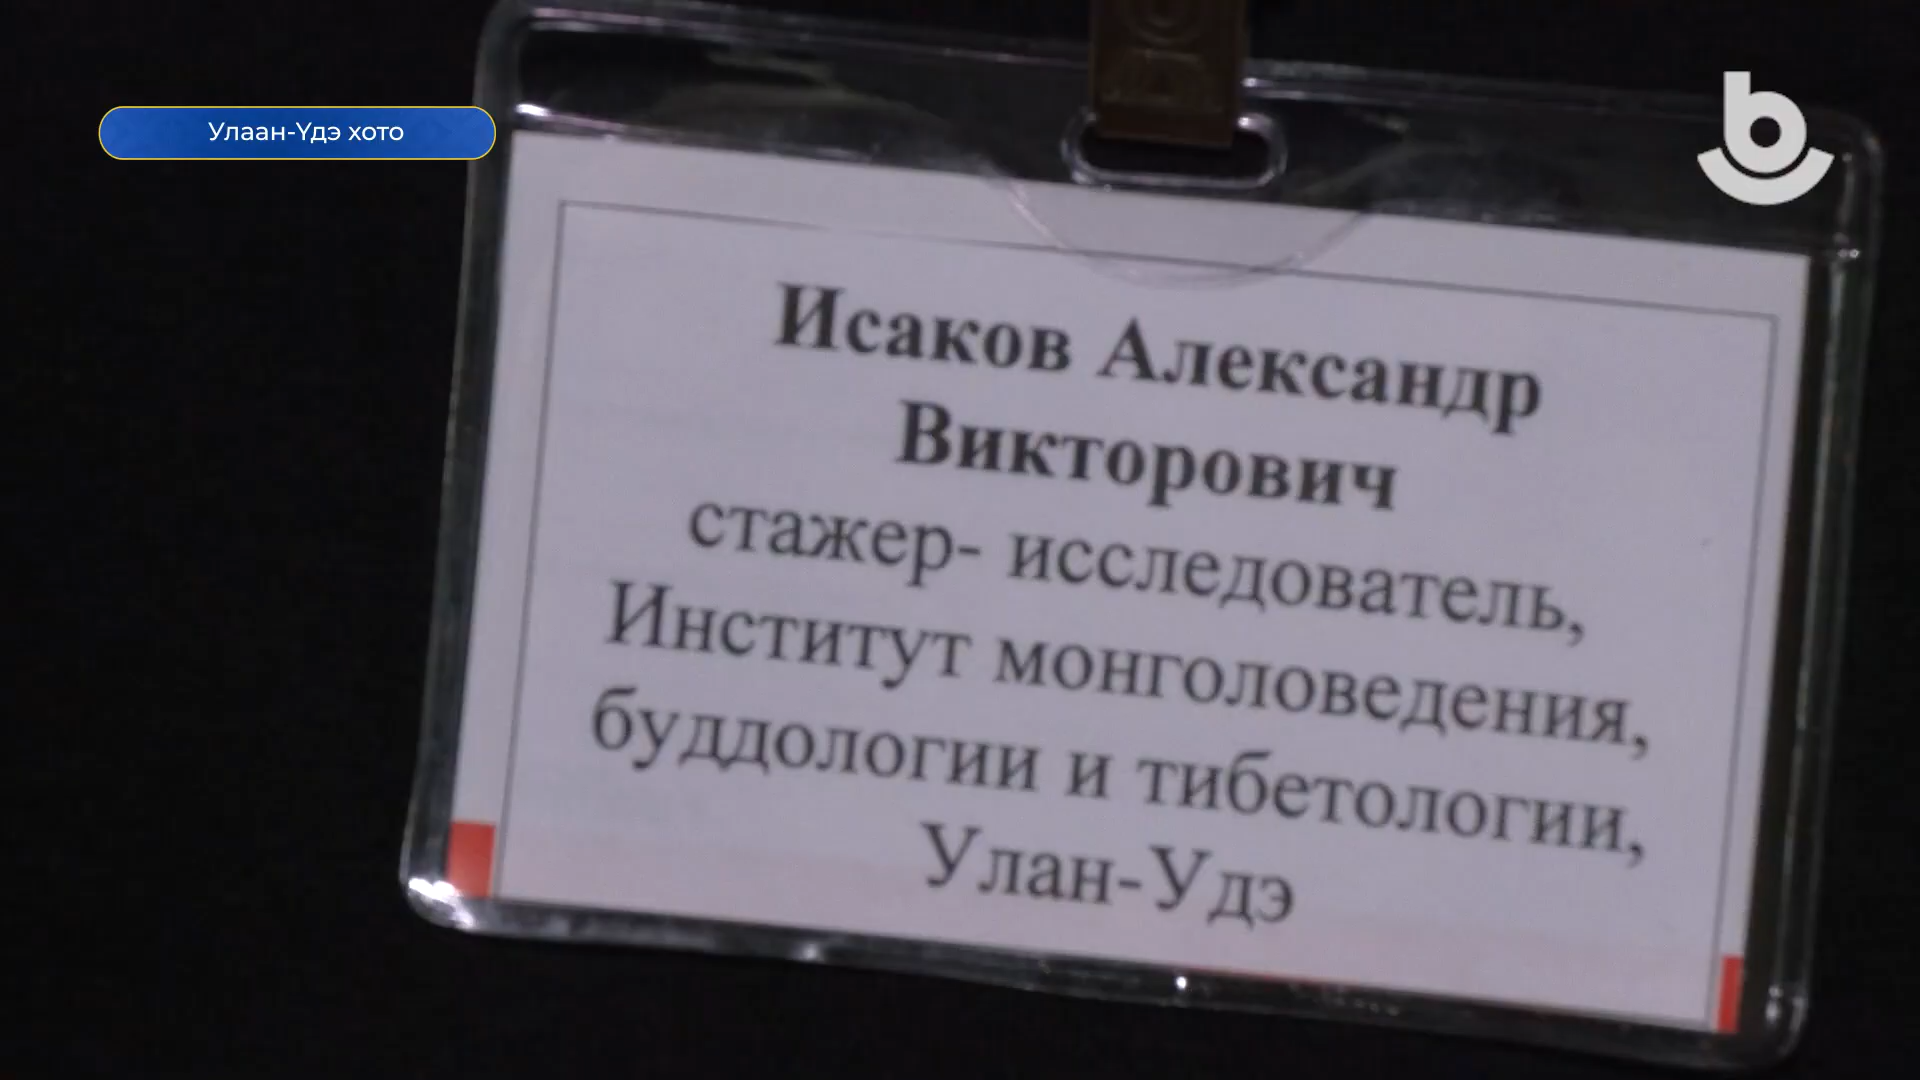 Улаан-Үдэ хото
b
Исаков Александр
Викторович
стажер- исследователь,
Институт монголоведения,
буддологии и тибетологии,
Улан-Удэ